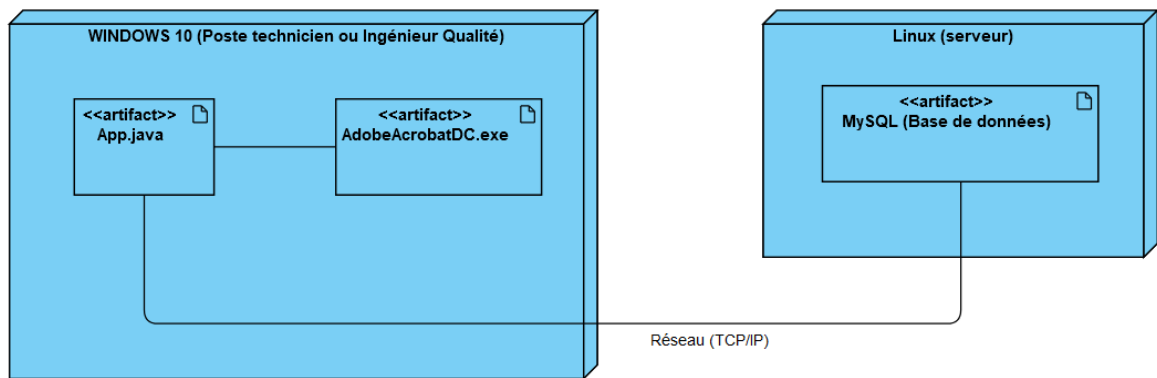 WINDOWS 10 (Poste technicien ou Ingénieur Qualité)
<<artifact>>
App.java
<<artifact>>
AdobeAcrobatDC.exe
Linux (serveur)
<<artifact>>
MySQL (Base de données)
Réseau (TCP/IP)